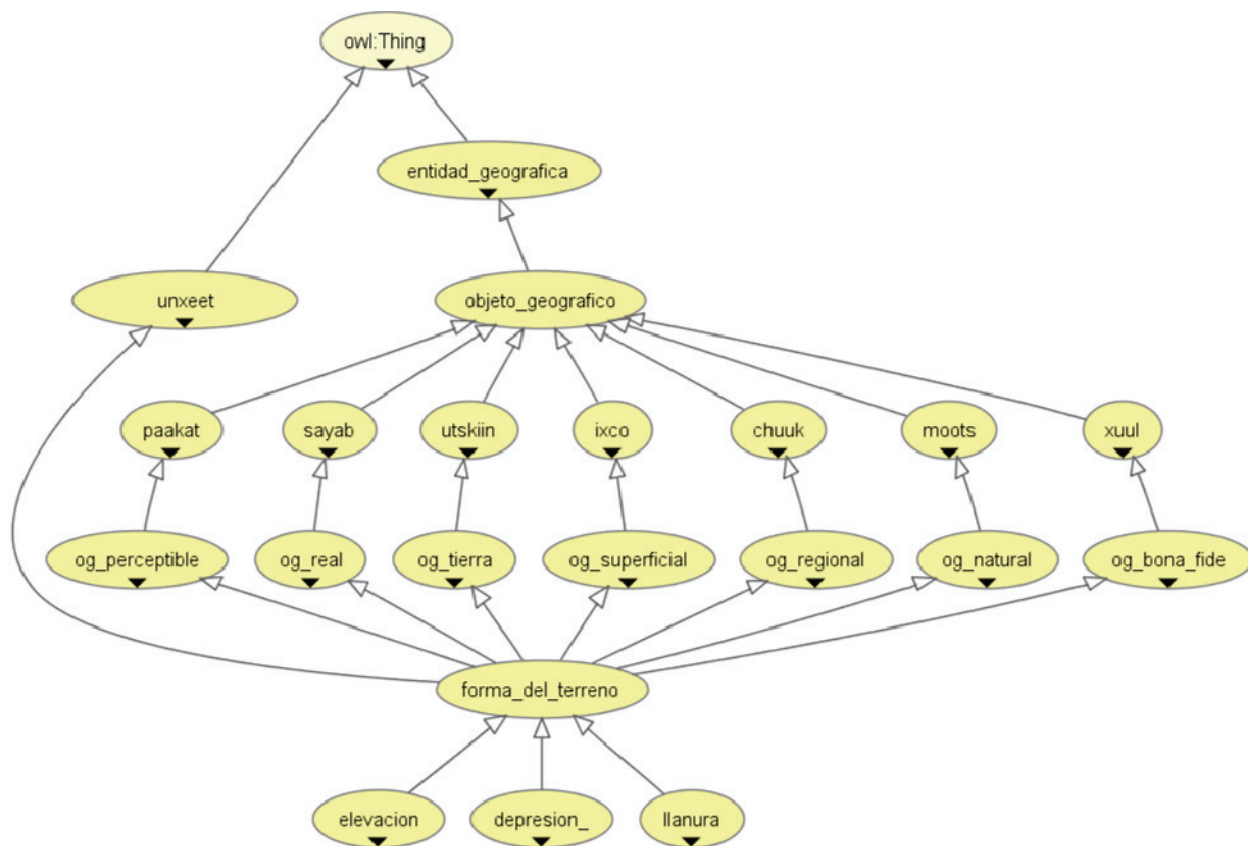 owl:Thing
entidad_geografica
unxeet
objeto_geografico
paakat
sayab
utskiin
ixco
chuuk
moots
xuul
og_perceptible
og_real
og_tierra
og_superficiial
og_regional
og_natural
og_bona_fide
forma_del_terreno
elevacion
depresion_
llanura